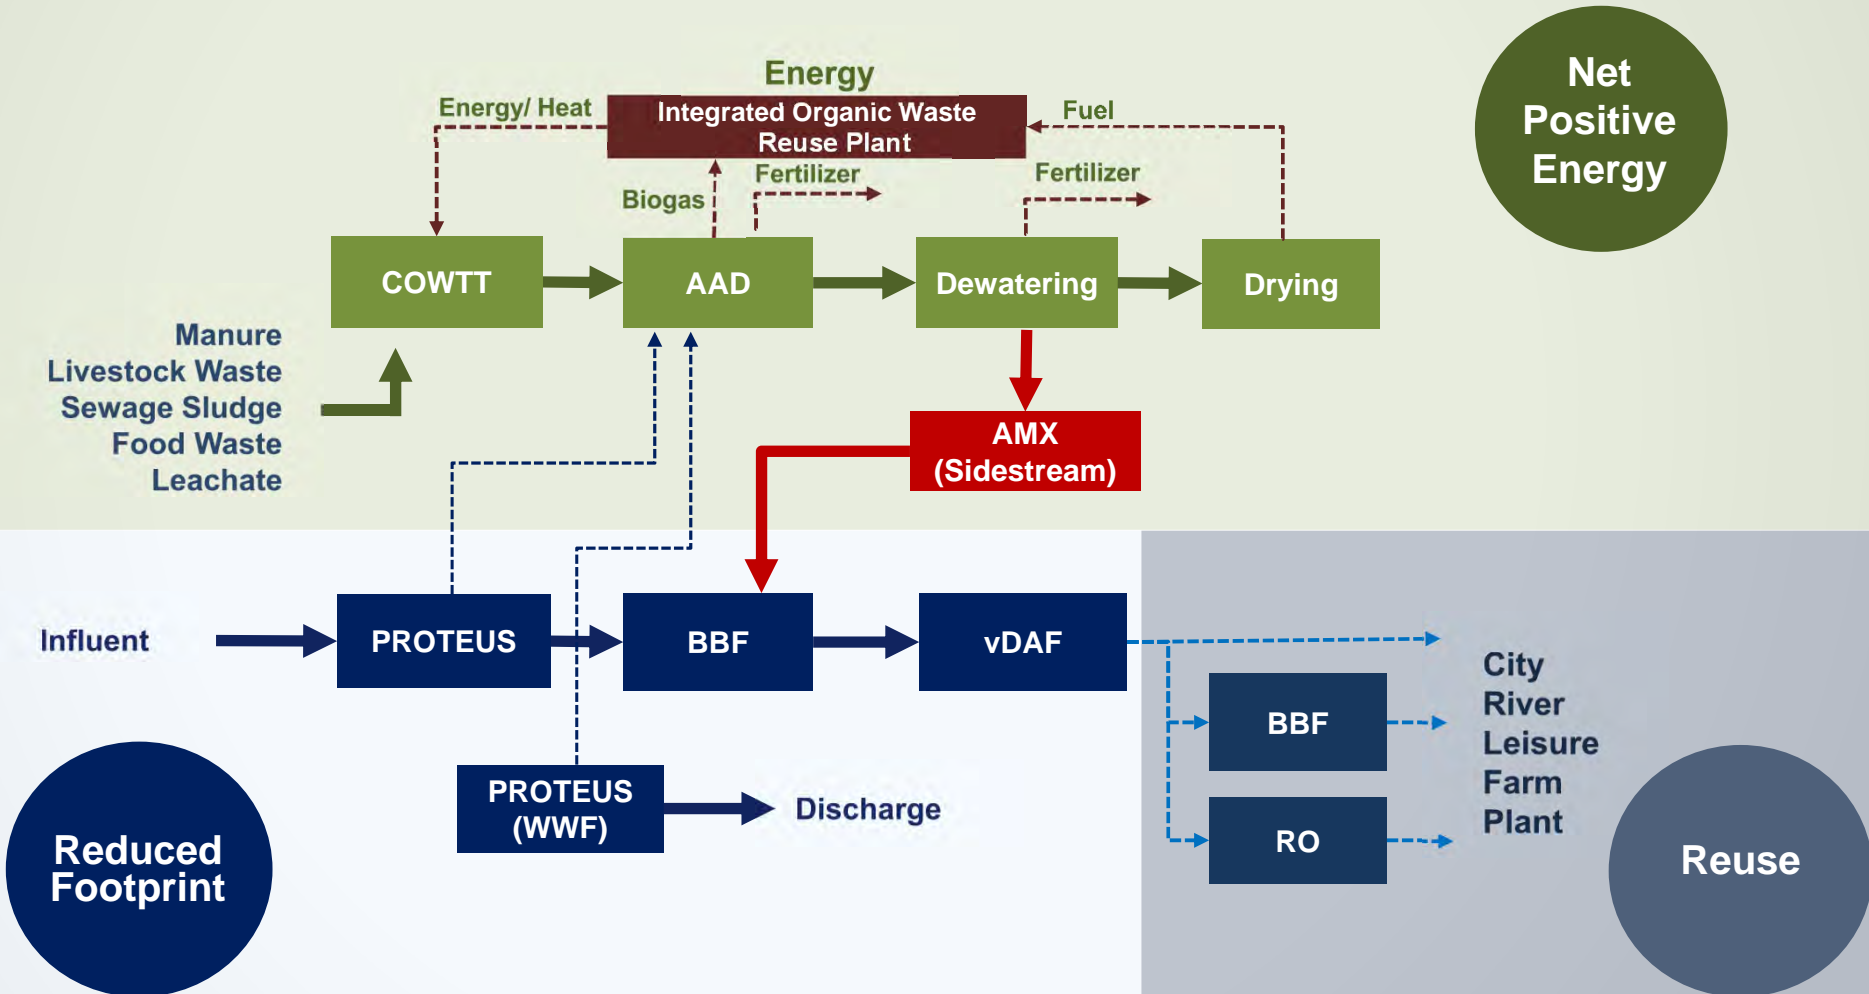 Net
Positive
Energy
Energy
Energy/ Heat
Integrated Organic Waste
Reuse Plant
Fuel
Biogas
Fertilizer
Fertilizer
COWTT
AAD
Dewatering
Drying
Manure
Livestock Waste
Sewage Sludge
Food Waste
Leachate
AMX
(Sidestream)
Influent
PROTEUS
BBF
vDAF
PROTEUS
(WWF)
Discharge
BBF
RO
City
River
Leisure
Farm
Plant
Reduced
Footprint
Reuse